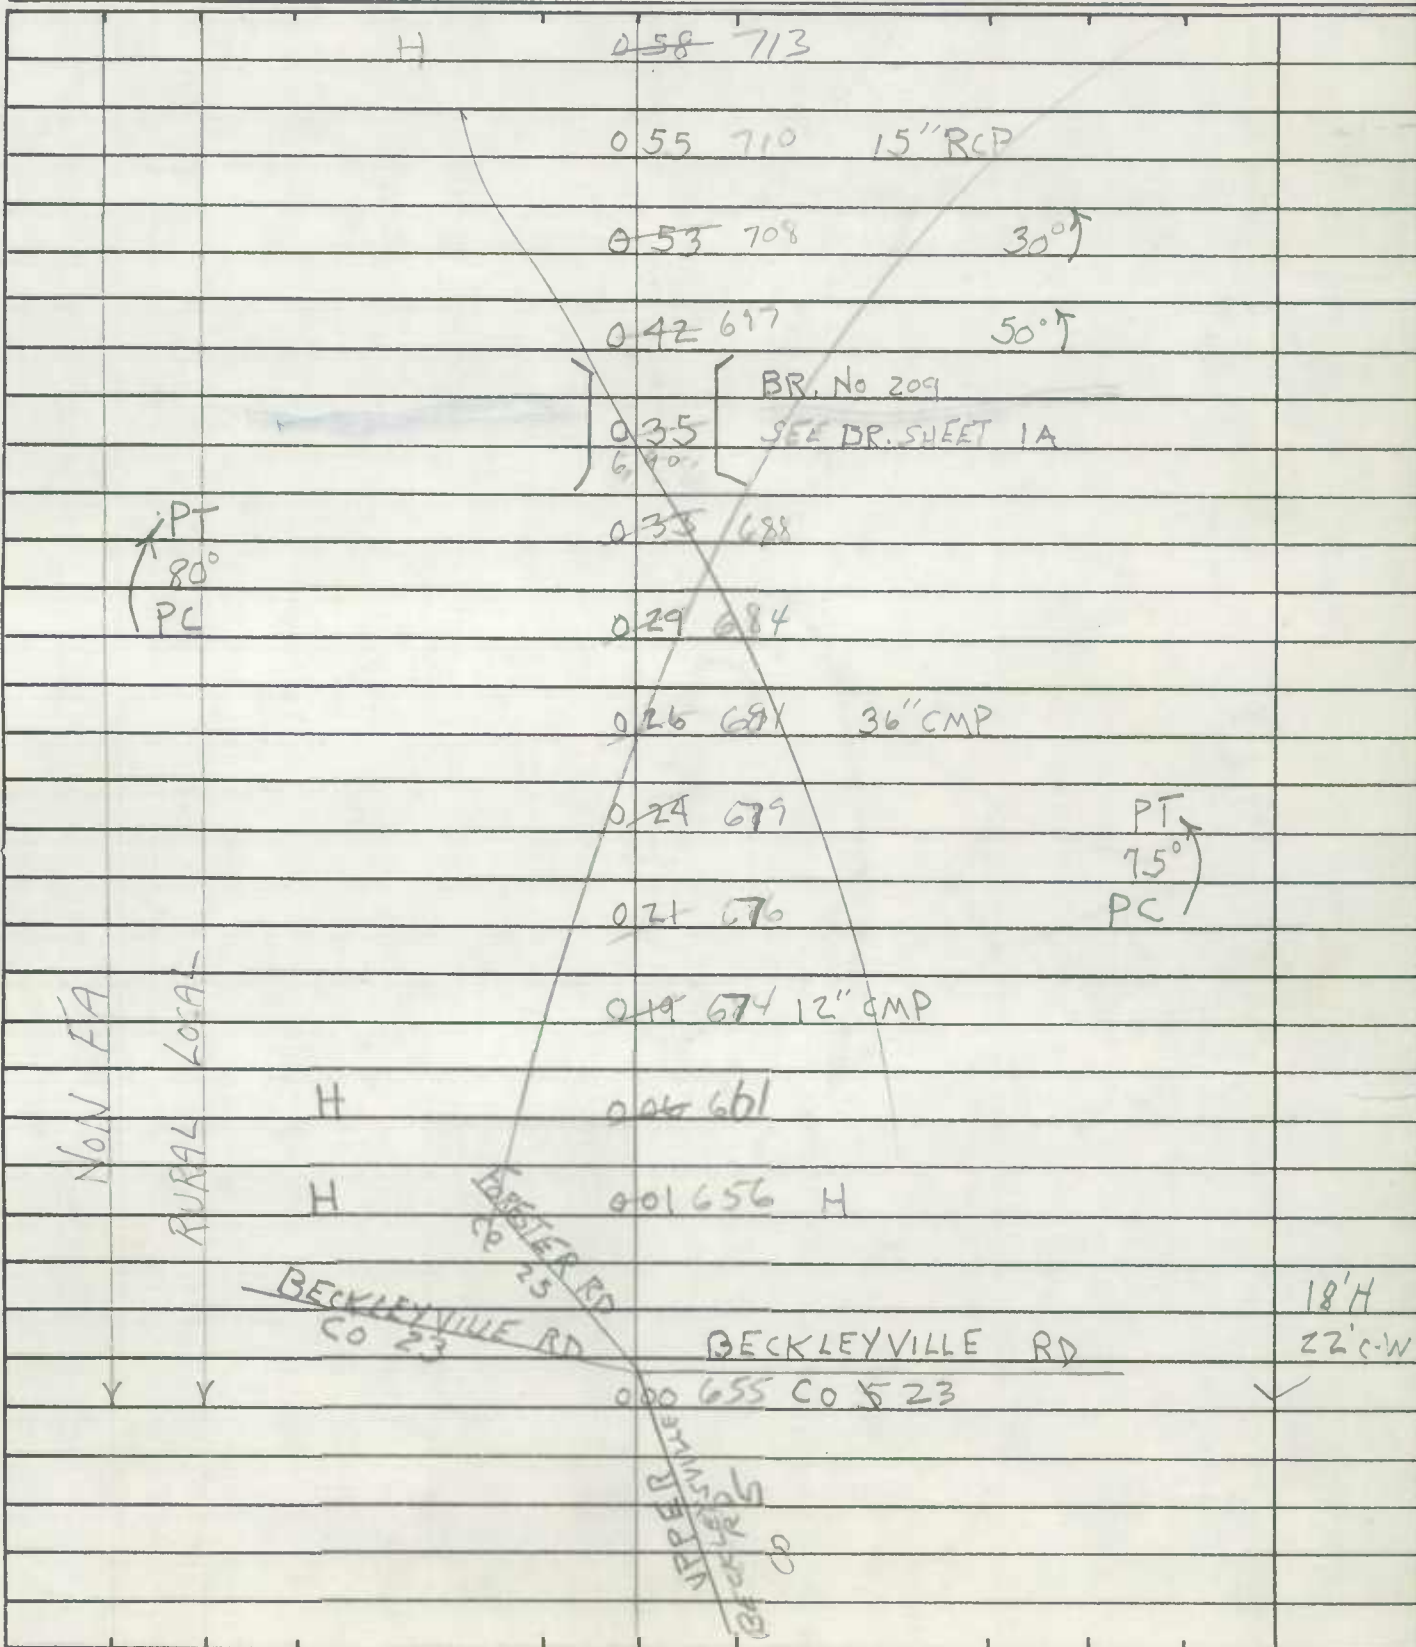 H 0 58 713
0 55 710 15" RCP
0 53 708 30°
0 42 697 50°
BR. No 209
0 35 SEE BR. SHEET 1A
690
PT 0 33 688
80°
PC 0 29 684
0 26 681 36" CMP
0 24 679 PT
75°
0 21 676 PC
0 19 674 12" CMP
NON FA
RURAL LOCAL
H 0 06 661
H 0 01 656 H
FORSTER RD
CO 25
BECKLEYVILLE RD
CO 23
BECKLEYVILLE RD
0 00 655 CO 523
18' H
22' C-W
UPPER
BECKLEYSVILLE
RD